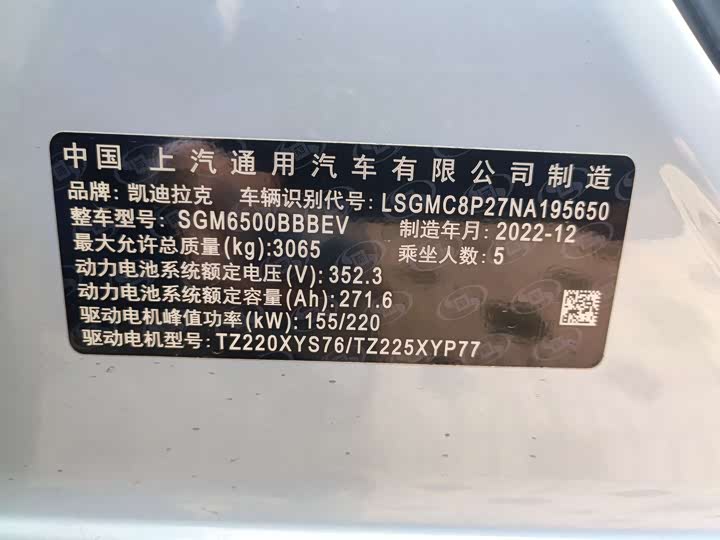 中国 上汽通用汽车有限公司制造
品牌: 凯迪拉克 车辆识别代号: LSGMC8P27NA195650
整车型号: SGM6500BBBEV 制造年月: 2022-12
最大允许总质量(kg):3065 乘坐人数: 5
动力电池系统额定电压(V): 352.3
动力电池系统额定容量(Ah): 271.6
驱动电机峰值功率(kW): 155/220
驱动电机型号: TZ220XYS76/TZ225XYP77